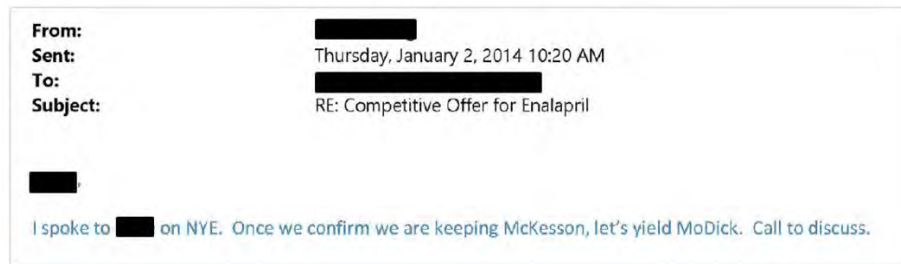 From:
Sent: Thursday, January 2, 2014 10:20 AM
To:
Subject: RE: Competitive Offer for Enalapril
,
I spoke to on NYE. Once we confirm we are keeping McKesson, let's yield MoDick. Call to discuss.